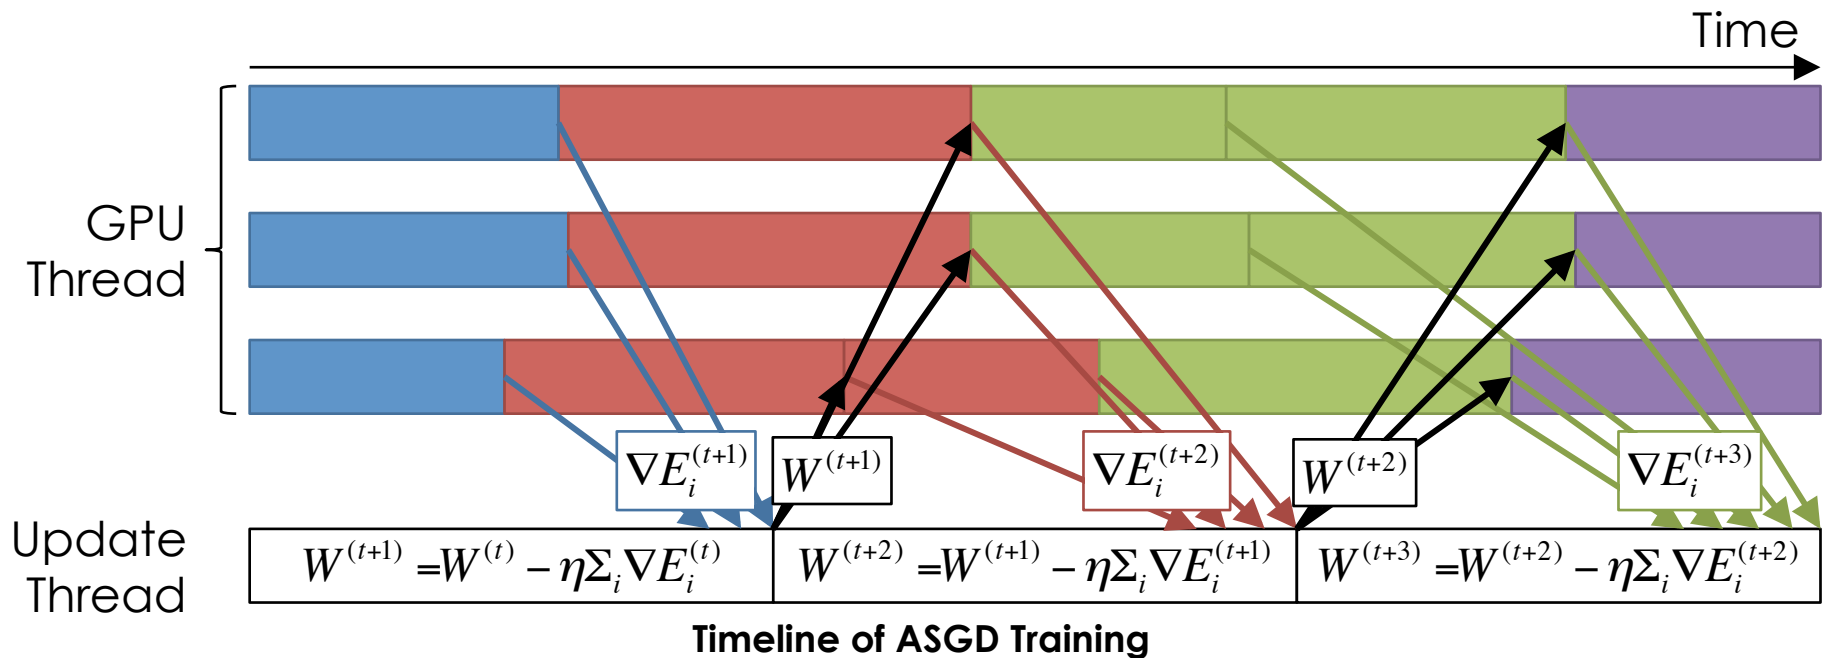 Time
GPU
Thread
∇E_i^{(t+1)}
W^{(t+1)}
∇E_i^{(t+2)}
W^{(t+2)}
∇E_i^{(t+3)}
Update
Thread
W^{(t+1)} =W^{(t)} − ηΣ_i ∇E_i^{(t)}
W^{(t+2)} =W^{(t+1)} − ηΣ_i ∇E_i^{(t+1)}
W^{(t+3)} =W^{(t+2)} − ηΣ_i ∇E_i^{(t+2)}
Timeline of ASGD Training